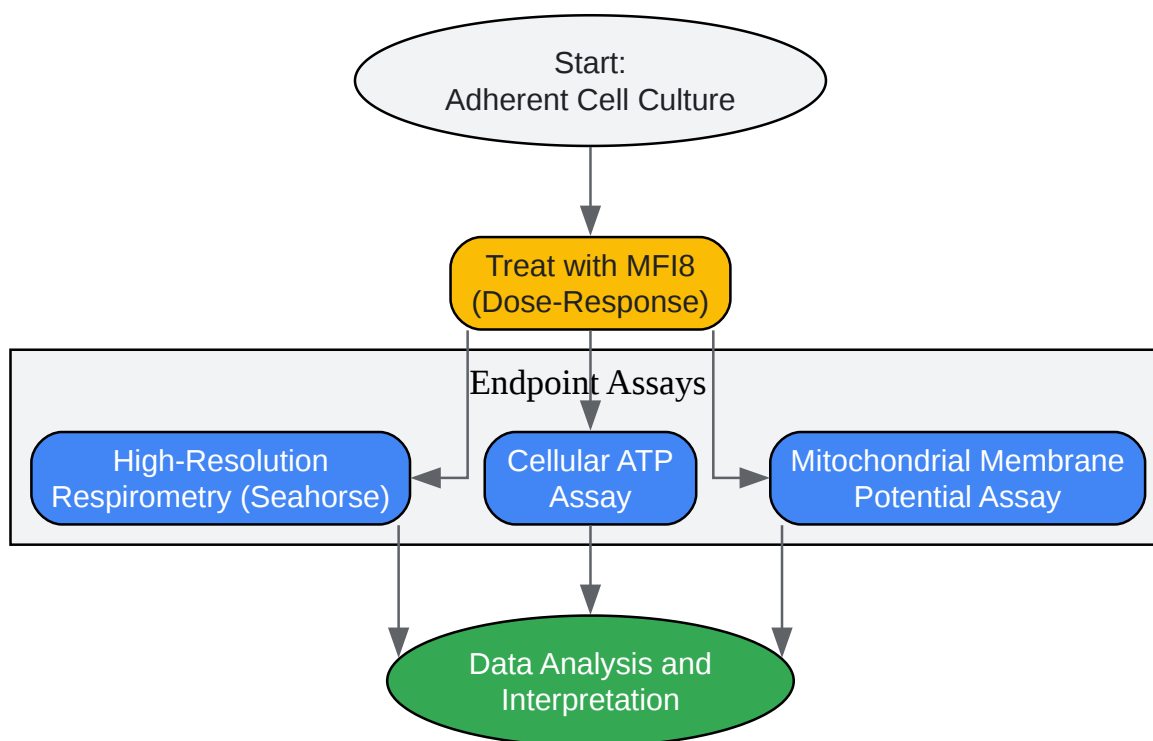 Start:
Adherent Cell Culture
Treat with MFI8
(Dose-Response)
Endpoint Assays
High-Resolution
Respirometry (Seahorse)
Cellular ATP
Assay
Mitochondrial Membrane
Potential Assay
Data Analysis and
Interpretation